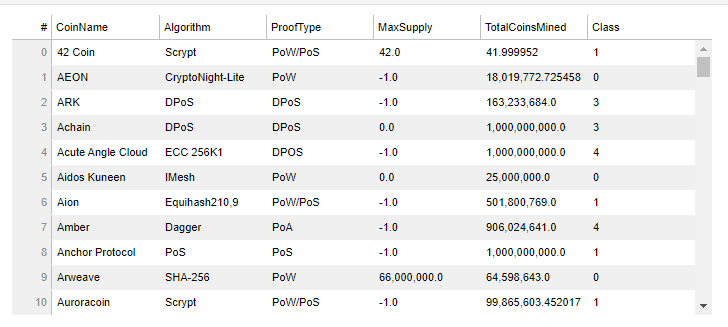 # CoinName Algorithm ProofType MaxSupply TotalCoinsMined Class
0 42 Coin Scrypt PoW/PoS 42.0 41.999952 1
1 AEON CryptoNight-Lite PoW -1.0 18,019,772.725458 0
2 ARK DPoS DPoS -1.0 163,233,684.0 3
3 Achain DPoS DPoS 0.0 1,000,000,000.0 3
4 Acute Angle Cloud ECC 256K1 DPOS -1.0 1,000,000,000.0 4
5 Aidos Kuneen IMesh PoW 0.0 25,000,000.0 0
6 Aion Equihash210,9 PoW/PoS -1.0 501,800,769.0 1
7 Amber Dagger PoA -1.0 906,024,641.0 4
8 Anchor Protocol PoS PoS -1.0 1,000,000,000.0 1
9 Arweave SHA-256 PoW 66,000,000.0 64,598,643.0 0
10 Auroracoin Scrypt PoW/PoS -1.0 99,865,603.452017 1